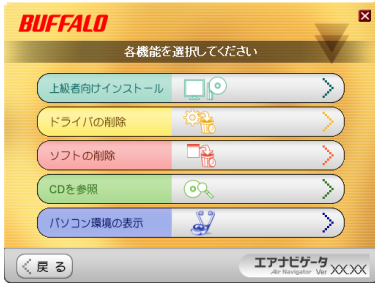 BUFFALO
各機能を選択してください
上級者向けインストール
ドライバの削除
ソフトの削除
CDを参照
パソコン環境の表示
戻る
エアナビゲータ
Air Navigator Ver XX.XX